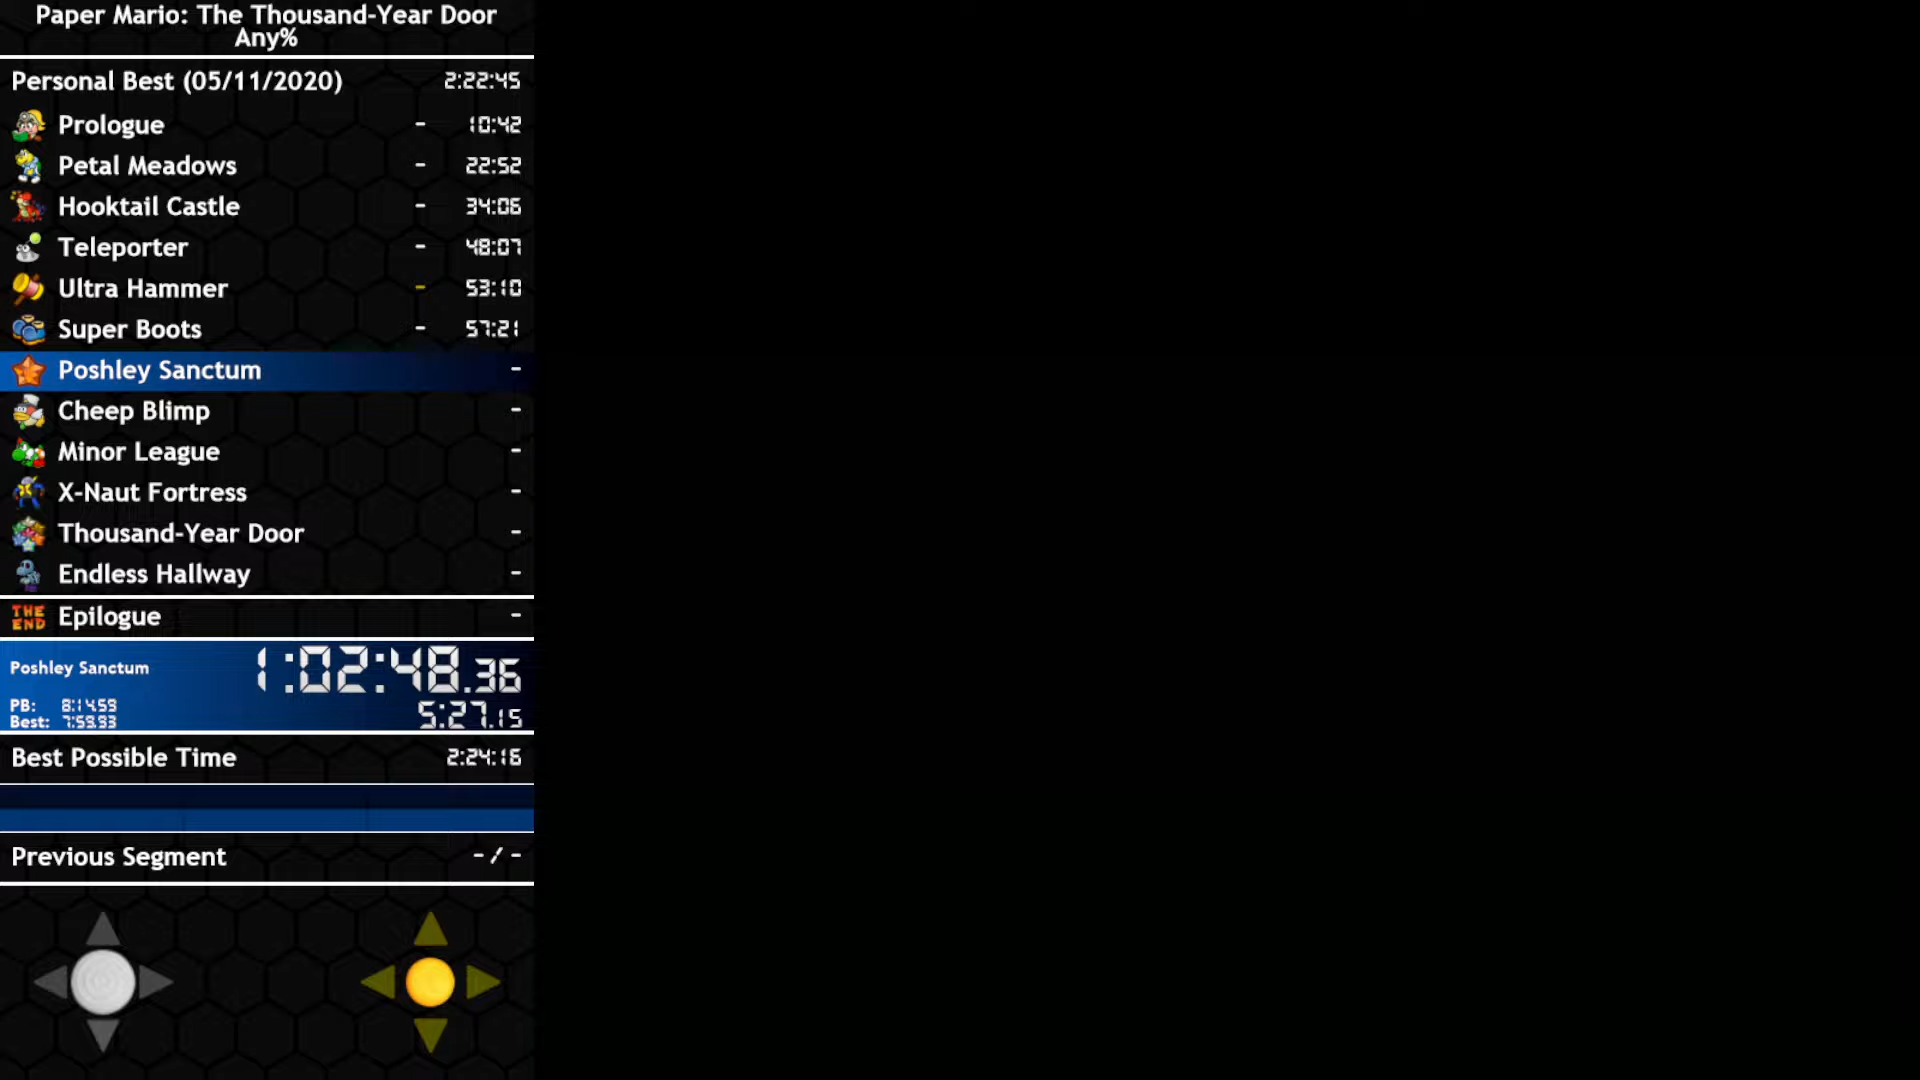 Paper Mario: The Thousand-Year Door
Any%
Personal Best (05/11/2020) 2:22:45
Prologue - 10:42
Petal Meadows - 22:52
Hooktail Castle - 34:06
Teleporter - 48:07
Ultra Hammer - 53:10
Super Boots - 57:21
Poshley Sanctum -
Cheep Blimp -
Minor League -
X-Naut Fortress -
Thousand-Year Door -
Endless Hallway -
THE END Epilogue -
Poshley Sanctum 1:02:48.36
PB: 8:14.59
Best: 7:59.93 5:27.15
Best Possible Time 2:24:16
Previous Segment - / -